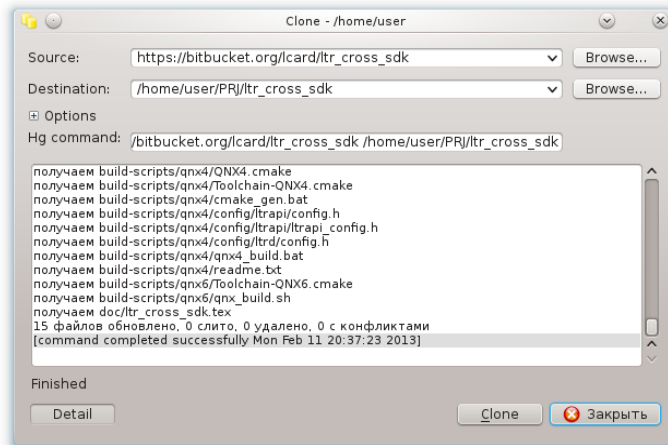 Clone - /home/user
Source: https://bitbucket.org/lcard/ltr_cross_sdk Browse...
Destination: /home/user/PRJ/ltr_cross_sdk Browse...
Options
Hg command: /bitbucket.org/lcard/ltr_cross_sdk /home/user/PRJ/ltr_cross_sdk
получаем build-scripts/qnx4/QNX4.cmake
получаем build-scripts/qnx4/Toolchain-QNX4.cmake
получаем build-scripts/qnx4/cmake_gen.bat
получаем build-scripts/qnx4/config/ltrapi/config.h
получаем build-scripts/qnx4/config/ltrapi/ltrapi_config.h
получаем build-scripts/qnx4/config/ltrd/config.h
получаем build-scripts/qnx4/qnx4_build.bat
получаем build-scripts/qnx4/readme.txt
получаем build-scripts/qnx6/Toolchain-QNX6.cmake
получаем build-scripts/qnx6/qnx_build.sh
получаем doc/ltr_cross_sdk.tex
15 файлов обновлено, 0 слито, 0 удалено, 0 с конфликтами
[command completed successfully Mon Feb 11 20:37:23 2013]
Finished
Detail Clone Закрыть